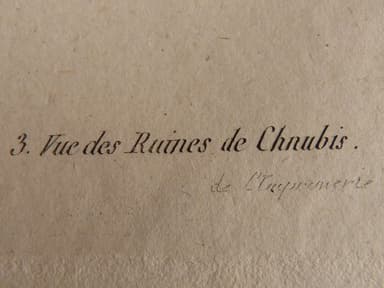 3. Vue des Ruines de Chnubis.
de l'Imprimerie